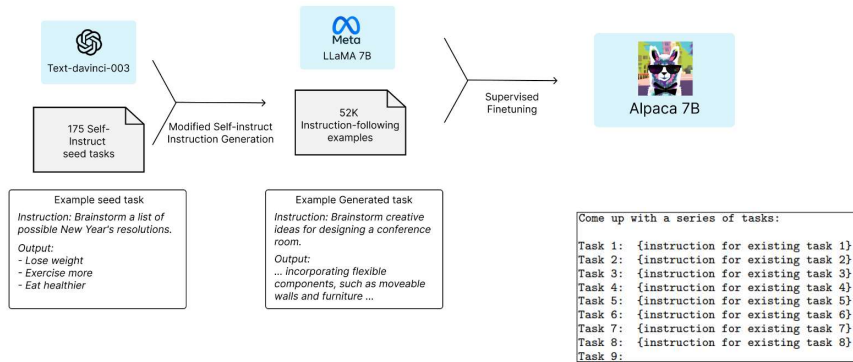 Text-davinci-003
175 Self-
Instruct
seed tasks
Modified Self-instruct
Instruction Generation
Meta
LLaMA 7B
52K
Instruction-following
examples
Supervised
Finetuning
Alpaca 7B
Example seed task
Instruction: Brainstorm a list of
possible New Year's resolutions.
Output:
- Lose weight
- Exercise more
- Eat healthier
Example Generated task
Instruction: Brainstorm creative
ideas for designing a conference
room.
Output:
... incorporating flexible
components, such as moveable
walls and furniture ...
Come up with a series of tasks:
Task 1: {instruction for existing task 1}
Task 2: {instruction for existing task 2}
Task 3: {instruction for existing task 3}
Task 4: {instruction for existing task 4}
Task 5: {instruction for existing task 5}
Task 6: {instruction for existing task 6}
Task 7: {instruction for existing task 7}
Task 8: {instruction for existing task 8}
Task 9: